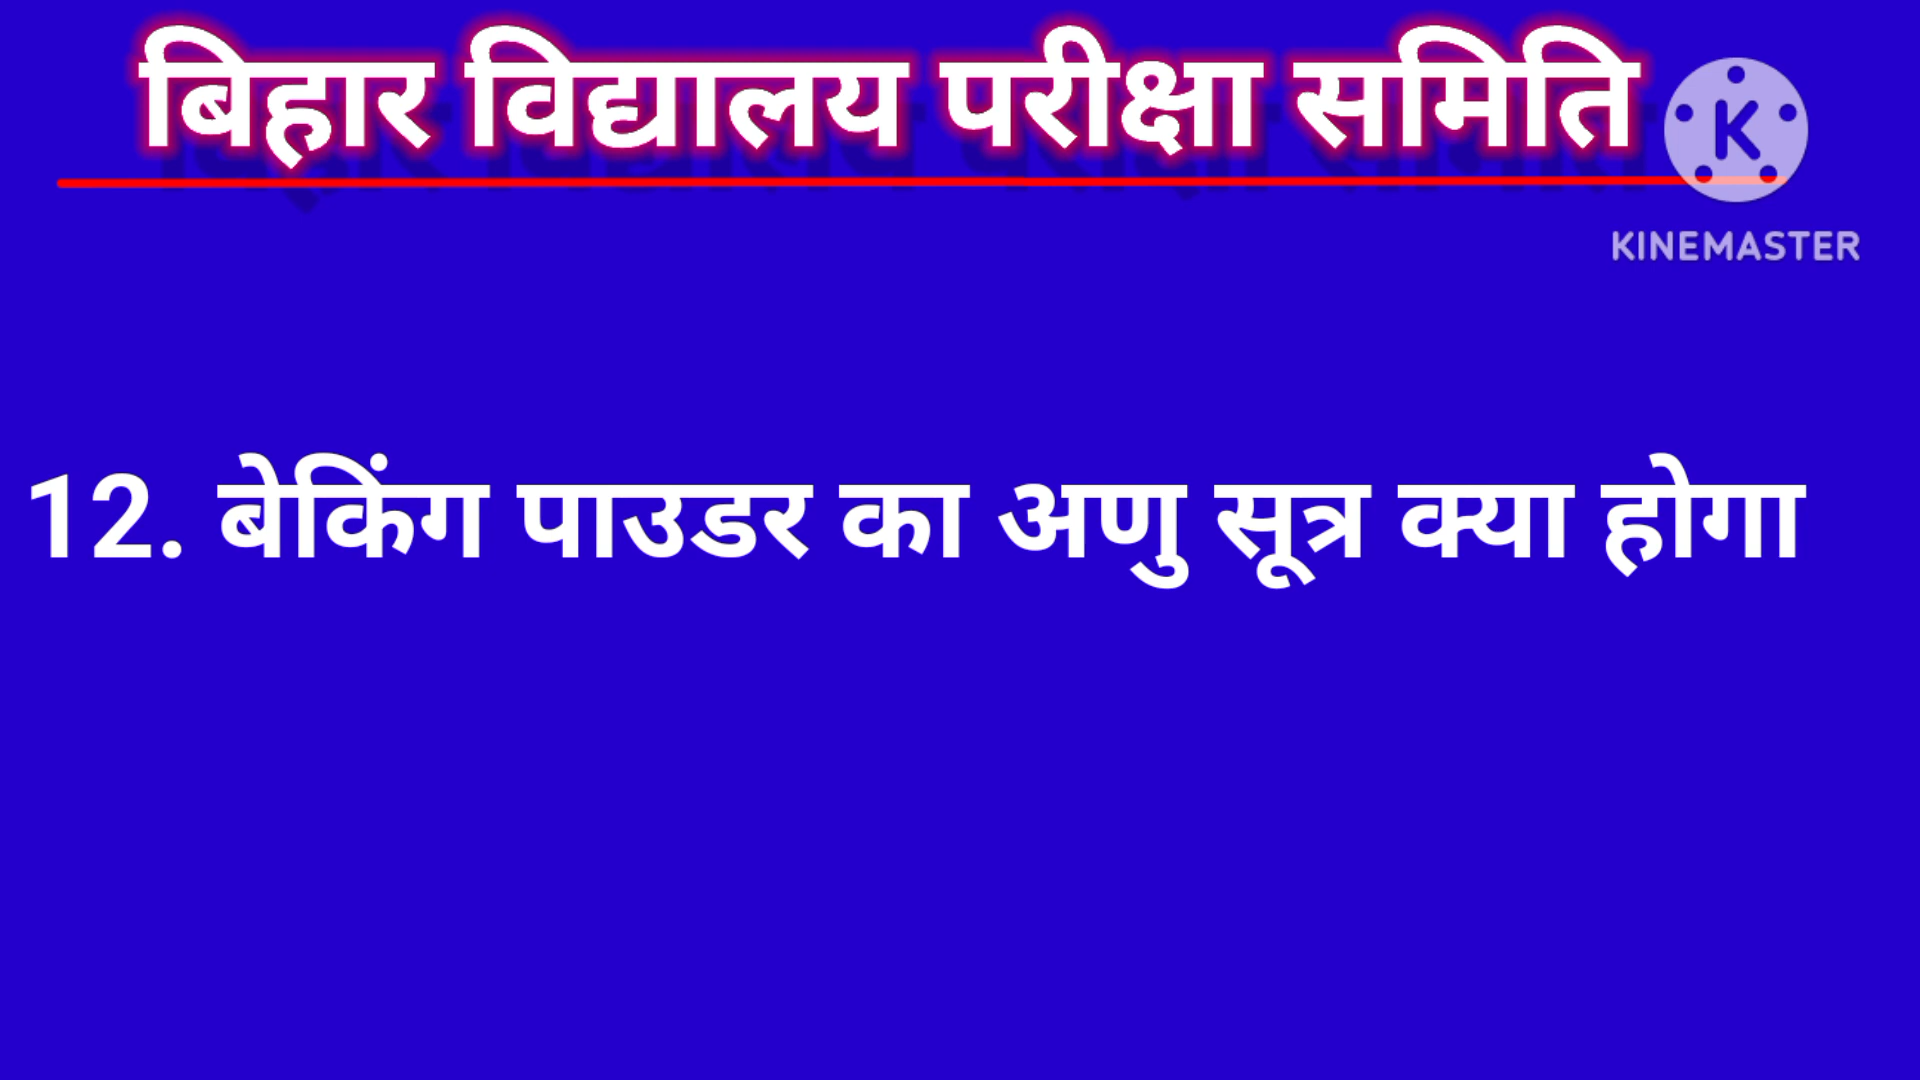 बिहार विद्यालय परीक्षा समिति
K
KINEMASTER
12. बेकिंग पाउडर का अणु सूत्र क्या होगा